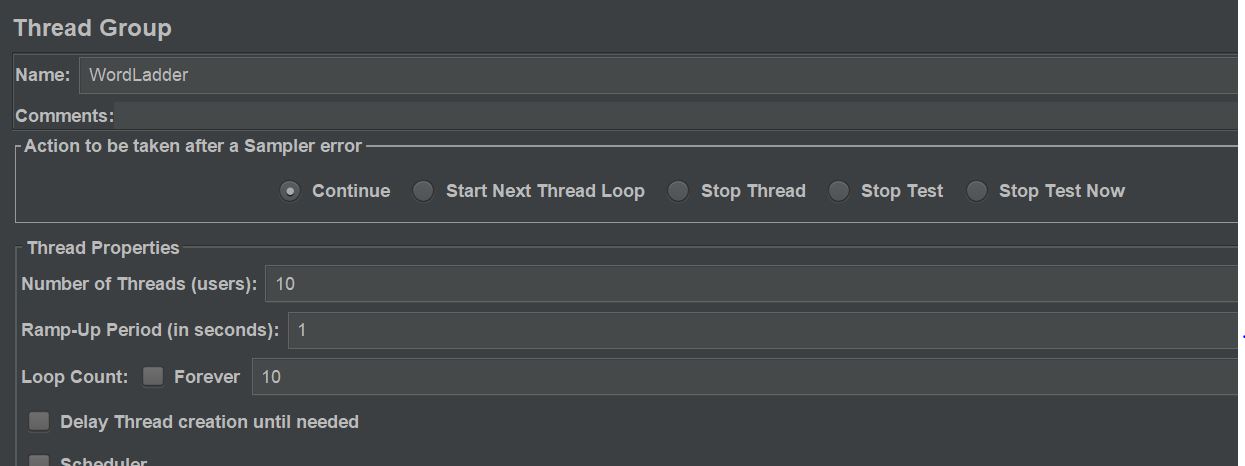 Thread Group
Name: WordLadder
Comments:
Action to be taken after a Sampler error
Continue Start Next Thread Loop Stop Thread Stop Test Stop Test Now
Thread Properties
Number of Threads (users): 10
Ramp-Up Period (in seconds): 1
Loop Count: Forever 10
Delay Thread creation until needed
Scheduler